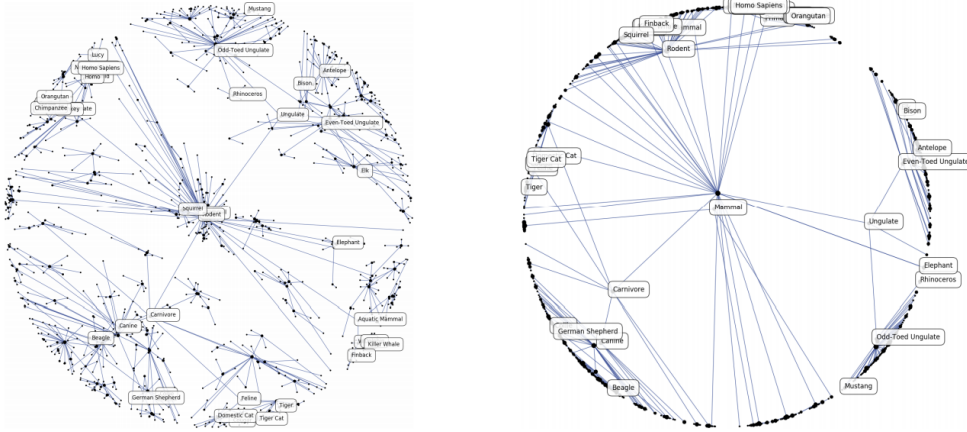 Mustang
Odd-Toed Ungulate
Lucy
Homo Sapiens
Antelope
Bison
Rhinoceros
Orangutan
Chimpanzee
Ungulate
Even-Toed Ungulate
Elk
squirrel
Elephant
Carnivore
Aquatic Mammal
Canine
Beagle
Killer Whale
Finback
German Shepherd
Feline
Tiger
Domestic Cat
Tiger Cat
Homo Sapiens
Orangutan
Finback
Squirrel
Rodent
Bison
Antelope
Even-Toed Ungulate
Tiger Cat
Cat
Tiger
Mammal
Ungulate
Elephant
Rhinoceros
Carnivore
German Shepherd
Canine
Odd-Toed Ungulate
Beagle
Mustang